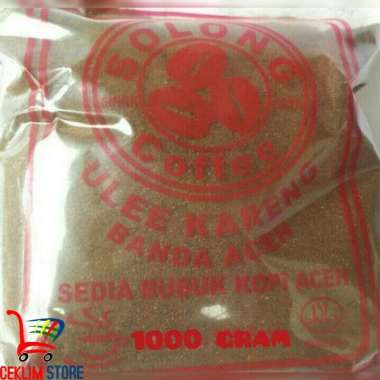 SOLONG
Coffee
ULEE KARENG
BANDA ACEH
SEDIA BUBUK KOPI ACEH
1000 GRAM
CEKLIM STORE